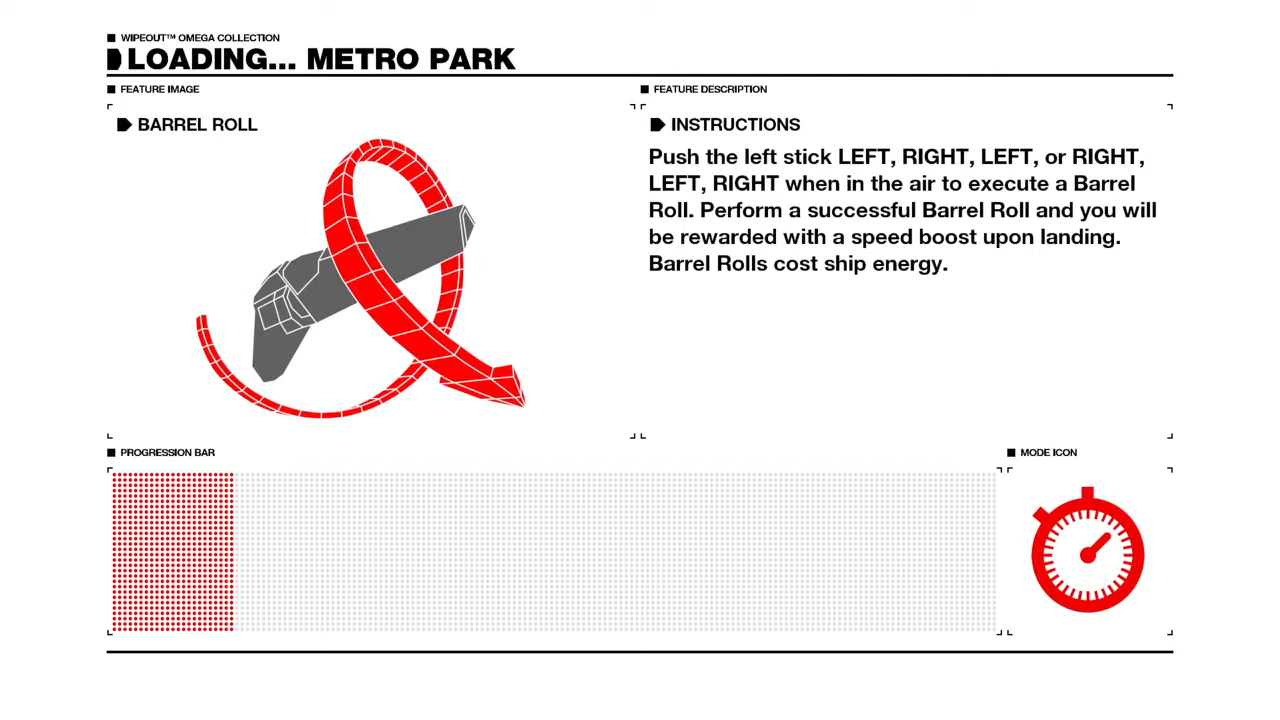 WIPEOUT™ OMEGA COLLECTION
LOADING... METRO PARK
FEATURE IMAGE
BARREL ROLL
FEATURE DESCRIPTION
INSTRUCTIONS
Push the left stick LEFT, RIGHT, LEFT, or RIGHT,
LEFT, RIGHT when in the air to execute a Barrel
Roll. Perform a successful Barrel Roll and you will
be rewarded with a speed boost upon landing.
Barrel Rolls cost ship energy.
PROGRESSION BAR
MODE ICON